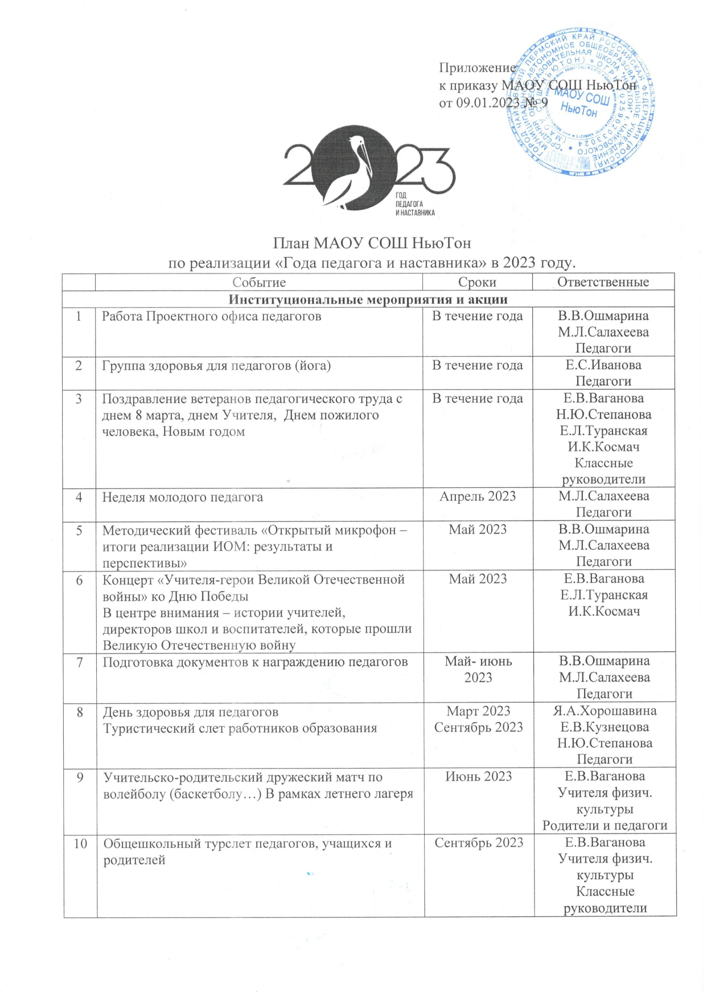 Приложение
к приказу МАОУ СОШ НьюТон
от 09.01.2023 № 9
МАОУ СОШ
НьюТон
2023
ГОД
ПЕДАГОГА
И НАСТАВНИКА
План МАОУ СОШ НьюТон
по реализации «Года педагога и наставника» в 2023 году.
Событие Сроки Ответственные
Институциональные мероприятия и акции
1 Работа Проектного офиса педагогов В течение года В.В.Ошмарина
М.Л.Салахеева
Педагоги
2 Группа здоровья для педагогов (йога) В течение года Е.С.Иванова
Педагоги
3 Поздравление ветеранов педагогического труда с В течение года Е.В.Ваганова
днем 8 марта, днем Учителя, Днем пожилого Н.Ю.Степанова
человека, Новым годом Е.Л.Туранская
И.К.Космач
Классные
руководители
4 Неделя молодого педагога Апрель 2023 М.Л.Салахеева
Педагоги
5 Методический фестиваль «Открытый микрофон – Май 2023 В.В.Ошмарина
итоги реализации ИОМ: результаты и М.Л.Салахеева
перспективы» Педагоги
6 Концерт «Учителя-герои Великой Отечественной Май 2023 Е.В.Ваганова
войны» ко Дню Победы Е.Л.Туранская
В центре внимания – истории учителей, И.К.Космач
директоров школ и воспитателей, которые прошли
Великую Отечественную войну
7 Подготовка документов к награждению педагогов Май- июнь В.В.Ошмарина
2023 М.Л.Салахеева
Педагоги
8 День здоровья для педагогов Март 2023 Я.А.Хорошавина
Туристический слет работников образования Сентябрь 2023 Е.В.Кузнецова
Н.Ю.Степанова
Педагоги
9 Учительско-родительский дружеский матч по Июнь 2023 Е.В.Ваганова
волейболу (баскетболу…) В рамках летнего лагеря Учителя физич.
культуры
Родители и педагоги
10 Общешкольный турслет педагогов, учащихся и Сентябрь 2023 Е.В.Ваганова
родителей Учителя физич.
культуры
Классные
руководители